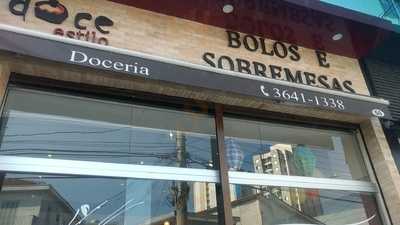 doce
estilo
BOLOS E
SOBREMESAS
Doceria
3641-1338